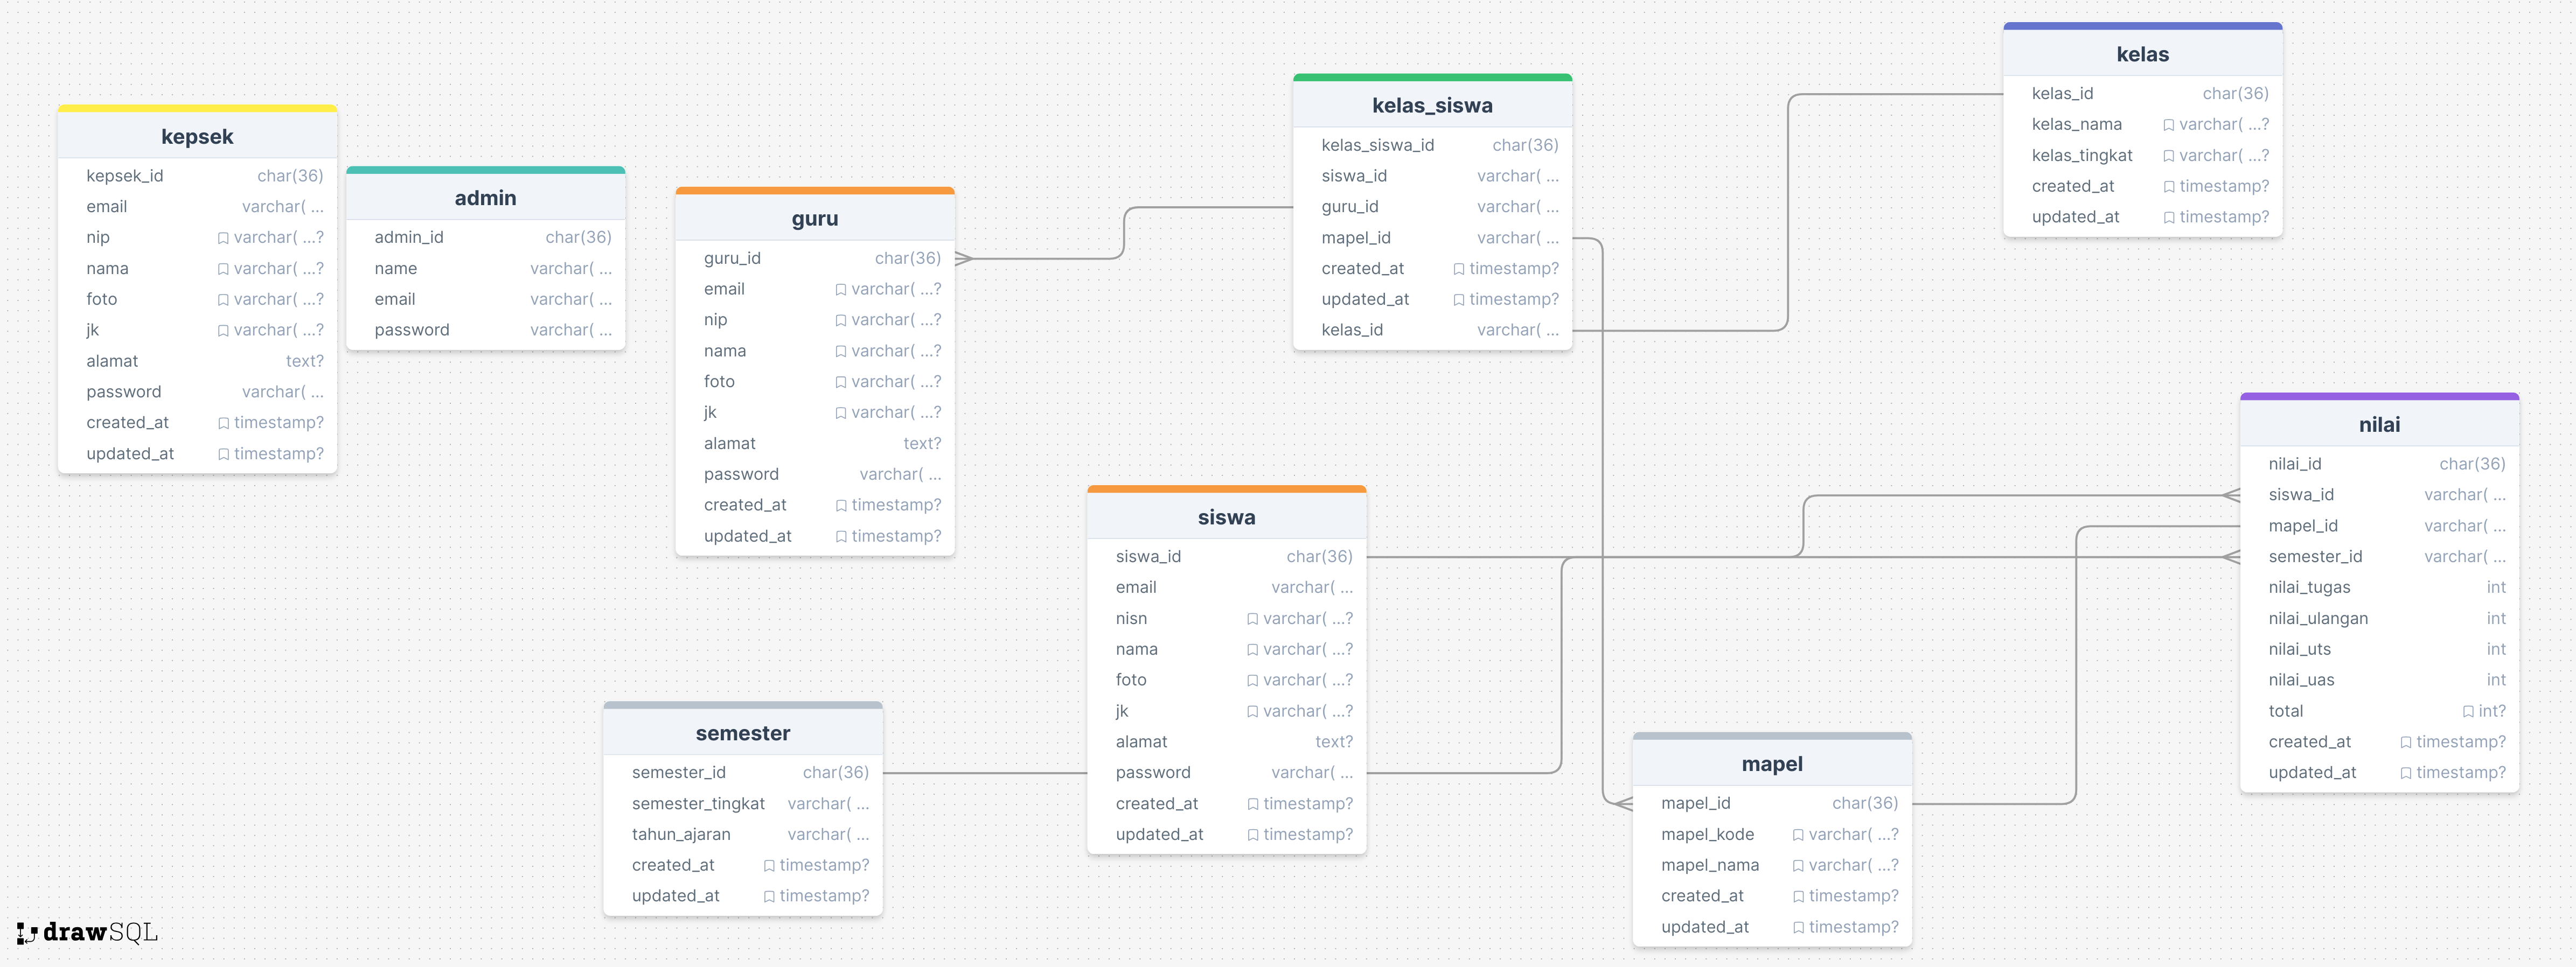 kepsek
kepsek_id char(36)
email varchar( ...
nip varchar( ...?
nama varchar( ...?
foto varchar( ...?
jk varchar( ...?
alamat text?
password varchar( ...
created_at timestamp?
updated_at timestamp?
admin
admin_id char(36)
name varchar( ...
email varchar( ...
password varchar( ...
guru
guru_id char(36)
email varchar( ...?
nip varchar( ...?
nama varchar( ...?
foto varchar( ...?
jk varchar( ...?
alamat text?
password varchar( ...
created_at timestamp?
updated_at timestamp?
kelas_siswa
kelas_siswa_id char(36)
siswa_id varchar( ...
guru_id varchar( ...
mapel_id varchar( ...
created_at timestamp?
updated_at timestamp?
kelas_id varchar( ...
kelas
kelas_id char(36)
kelas_nama varchar( ...?
kelas_tingkat varchar( ...?
created_at timestamp?
updated_at timestamp?
siswa
siswa_id char(36)
email varchar( ...
nisn varchar( ...?
nama varchar( ...?
foto varchar( ...?
jk varchar( ...?
alamat text?
password varchar( ...
created_at timestamp?
updated_at timestamp?
nilai
nilai_id char(36)
siswa_id varchar( ...
mapel_id varchar( ...
semester_id varchar( ...
nilai_tugas int
nilai_ulangan int
nilai_uts int
nilai_uas int
total int?
created_at timestamp?
updated_at timestamp?
semester
semester_id char(36)
semester_tingkat varchar( ...
tahun_ajaran varchar( ...
created_at timestamp?
updated_at timestamp?
mapel
mapel_id char(36)
mapel_kode varchar( ...?
mapel_nama varchar( ...?
created_at timestamp?
updated_at timestamp?
drawSQL